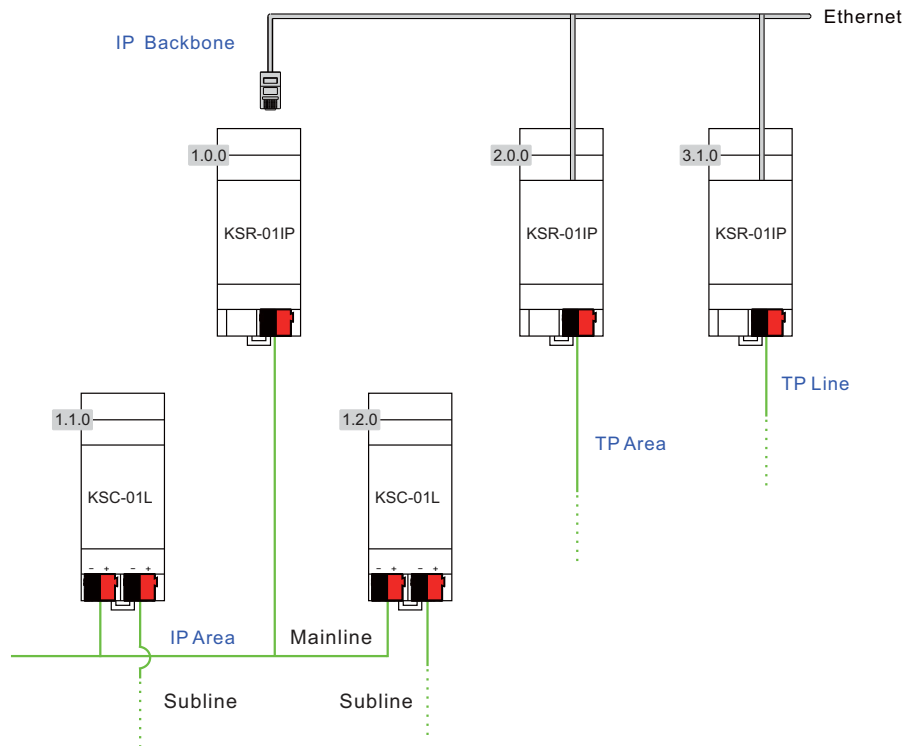 Ethernet
IP Backbone
1.0.0
2.0.0
3.1.0
KSR-01IP
KSR-01IP
KSR-01IP
TP Line
1.1.0
1.2.0
TP Area
KSC-01L
KSC-01L
− + − +
− + − +
IP Area
Mainline
Subline
Subline